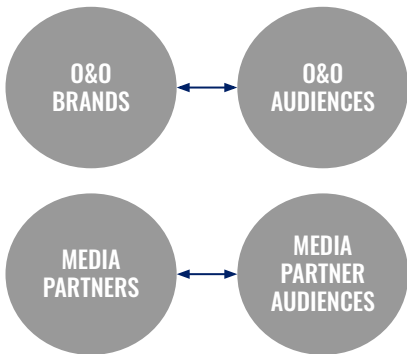 O&O
BRANDS
O&O
AUDIENCES
MEDIA
PARTNERS
MEDIA
PARTNER
AUDIENCES